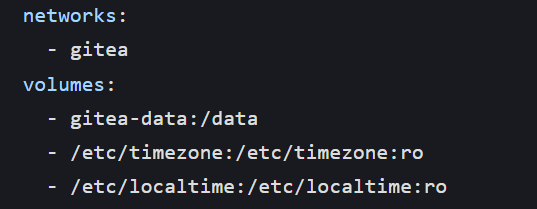 networks:
  - gitea
volumes:
  - gitea-data:/data
  - /etc/timezone:/etc/timezone:ro
  - /etc/localtime:/etc/localtime:ro